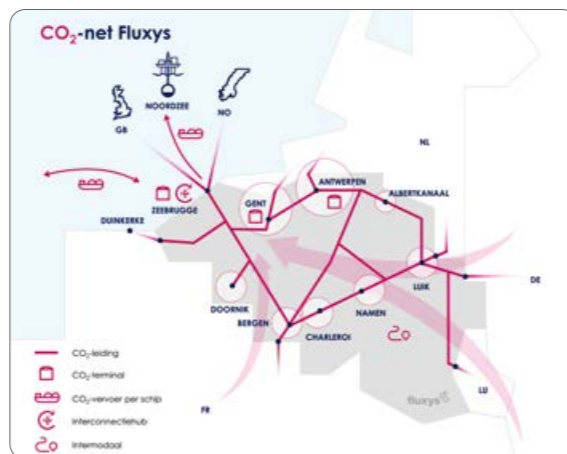 CO₂-net Fluxys
NOORDZEE
GB
NO
NL
ANTWERPEN
ALBERTKANAAL
GENT
ZEEBRUGGE
DUINKERKE
LUIK
DE
DOORNIK
NAMEN
BERGEN
CHARLEROI
FR
LU
fluxys
CO₂-leiding
CO₂-terminal
CO₂-vervoer per schip
Interconnectiehub
Intermodaal